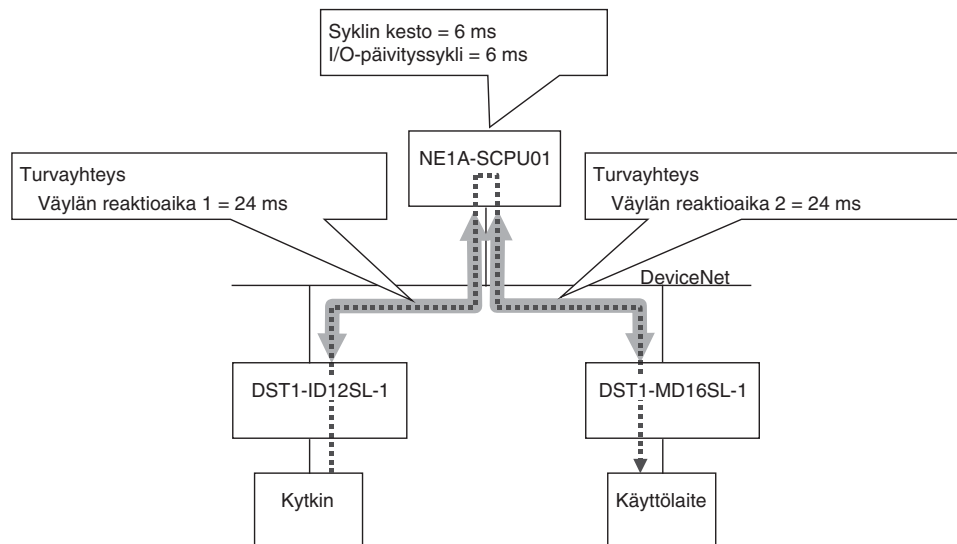 Syklin kesto = 6 ms
I/O-päivityssykli = 6 ms
NE1A-SCPU01
Turvayhteys
Väylän reaktioaika 1 = 24 ms
Turvayhteys
Väylän reaktioaika 2 = 24 ms
DeviceNet
DST1-ID12SL-1
DST1-MD16SL-1
Kytkin
Käyttölaite